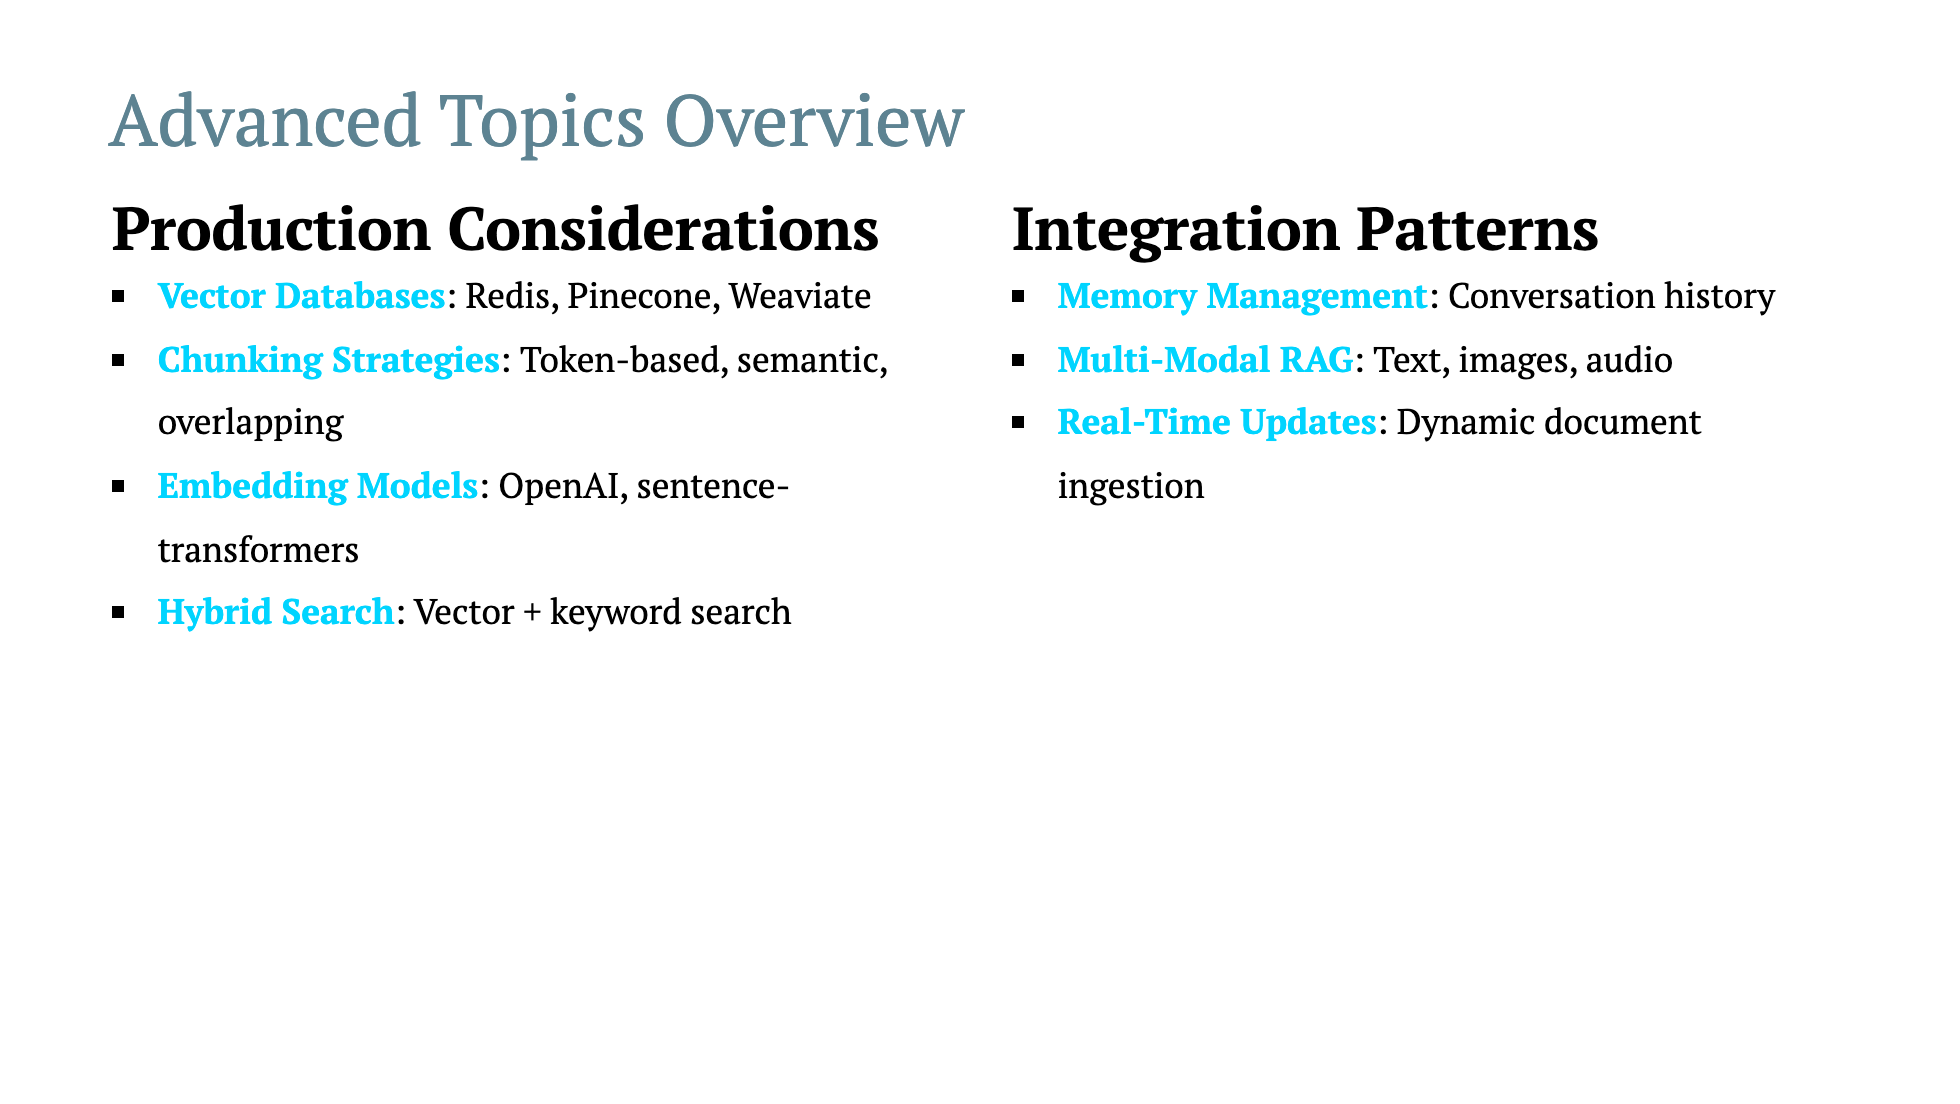 Advanced Topics Overview
Production Considerations
▪ Vector Databases: Redis, Pinecone, Weaviate
▪ Chunking Strategies: Token-based, semantic,
overlapping
▪ Embedding Models: OpenAI, sentence-
transformers
▪ Hybrid Search: Vector + keyword search
Integration Patterns
▪ Memory Management: Conversation history
▪ Multi-Modal RAG: Text, images, audio
▪ Real-Time Updates: Dynamic document
ingestion